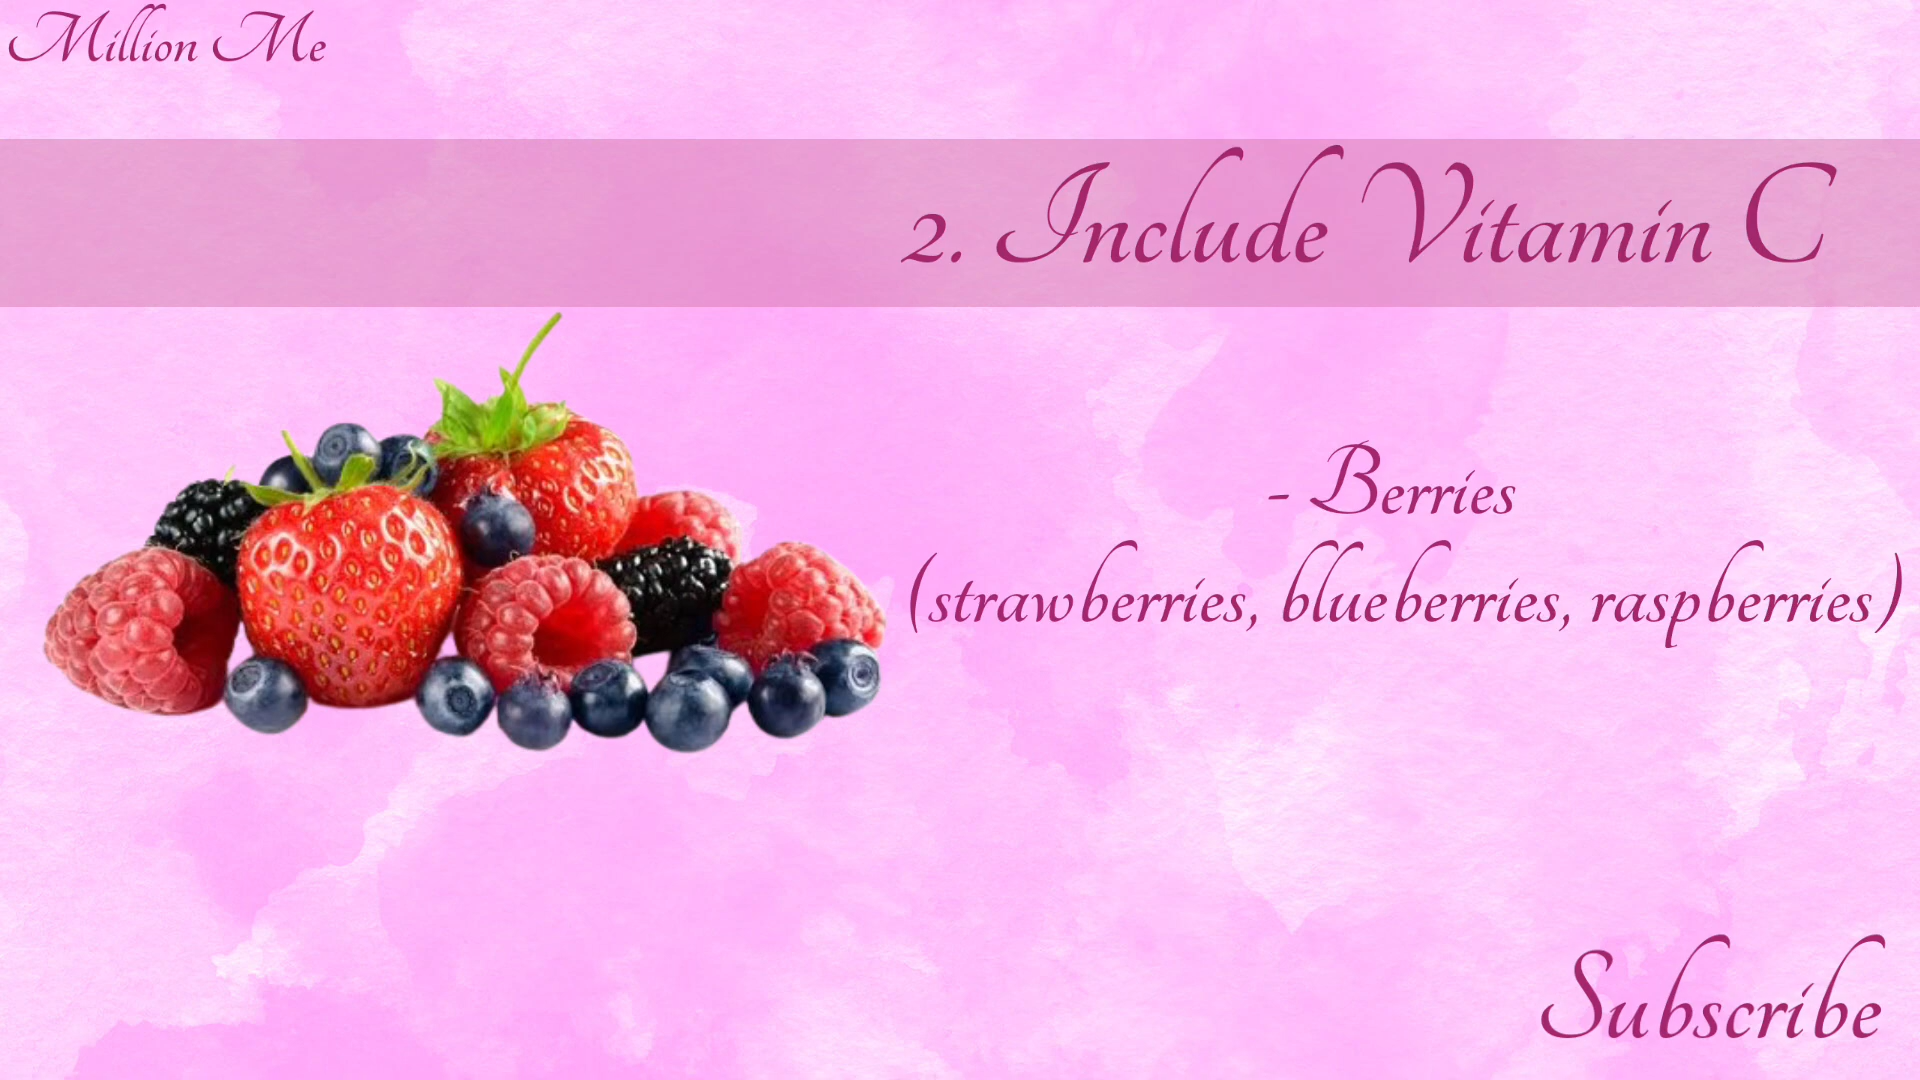 Million Me
2. Include Vitamin C
- Berries
(strawberries, blueberries, raspberries)
Subscribe